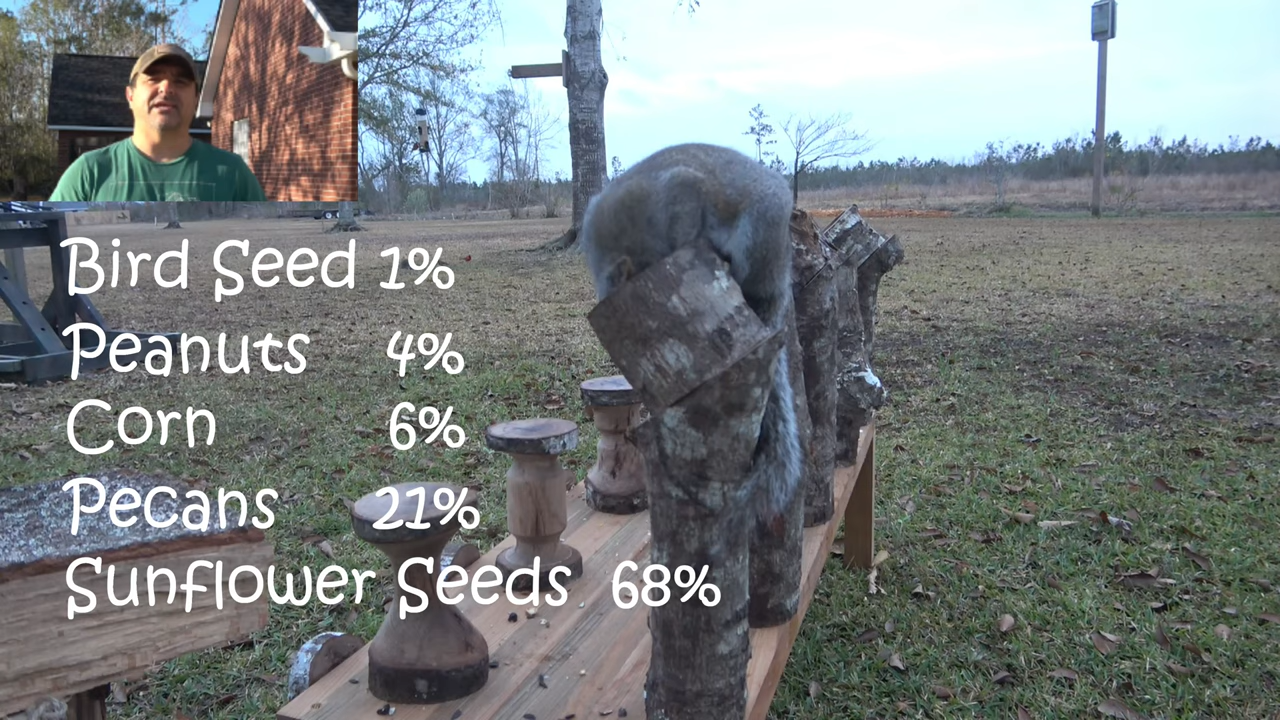 Bird Seed 1%
Peanuts 4%
Corn 6%
Pecans 21%
Sunflower Seeds 68%